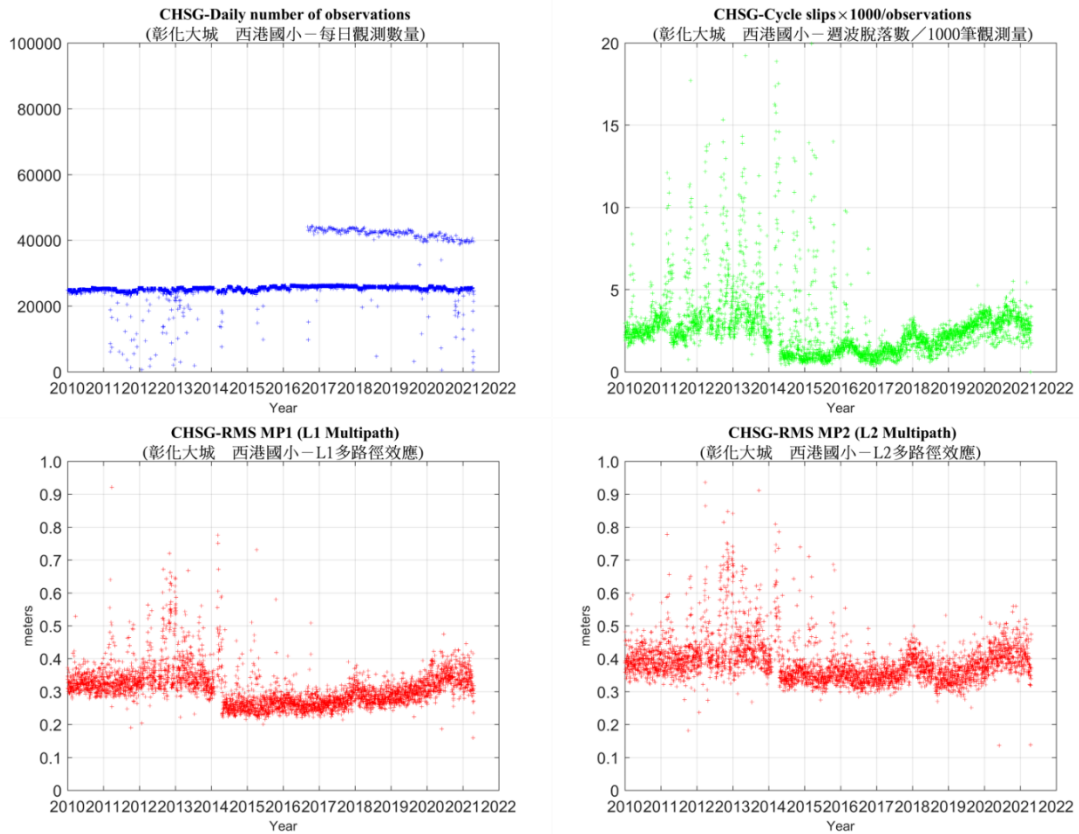 CHSG-Daily number of observations
(彰化大城　西港國小－每日觀測數量)
100000
80000
60000
40000
20000
0
2010 2011 2012 2013 2014 2015 2016 2017 2018 2019 2020 2021 2022
Year
CHSG-Cycle slips×1000/observations
(彰化大城　西港國小－週波脫落數／1000筆觀測量)
20
15
10
5
0
2010 2011 2012 2013 2014 2015 2016 2017 2018 2019 2020 2021 2022
Year
CHSG-RMS MP1 (L1 Multipath)
(彰化大城　西港國小－L1多路徑效應)
1.0
0.9
0.8
0.7
0.6
0.5
0.4
0.3
0.2
0.1
0
meters
2010 2011 2012 2013 2014 2015 2016 2017 2018 2019 2020 2021 2022
Year
CHSG-RMS MP2 (L2 Multipath)
(彰化大城　西港國小－L2多路徑效應)
1.0
0.9
0.8
0.7
0.6
0.5
0.4
0.3
0.2
0.1
0
meters
2010 2011 2012 2013 2014 2015 2016 2017 2018 2019 2020 2021 2022
Year